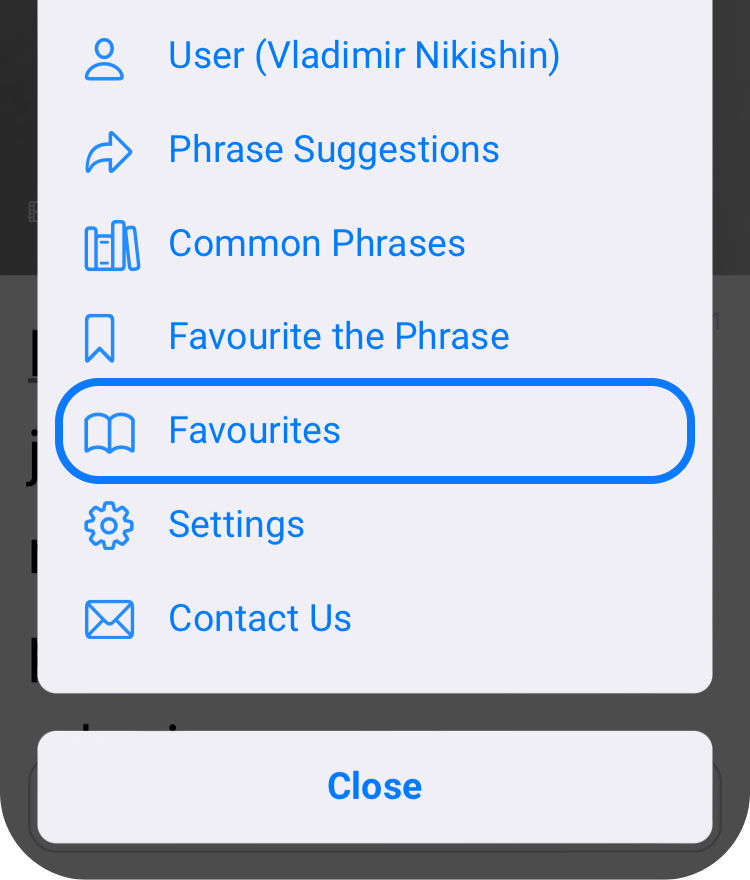 User (Vladimir Nikishin)
Phrase Suggestions
Common Phrases
Favourite the Phrase
Favourites
Settings
Contact Us
Close